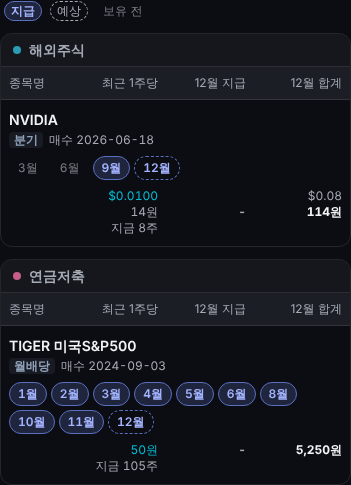 지급 예상 보유 전
해외주식
종목명 최근 1주당 12월 지급 12월 합계
NVIDIA
분기 매수 2026-06-18
3월 6월 9월 12월
$0.0100 $0.08
14원 - 114원
지금 8주
연금저축
종목명 최근 1주당 12월 지급 12월 합계
TIGER 미국S&P500
월배당 매수 2024-09-03
1월 2월 3월 4월 5월 6월 8월
10월 11월 12월
50원 - 5,250원
지금 105주